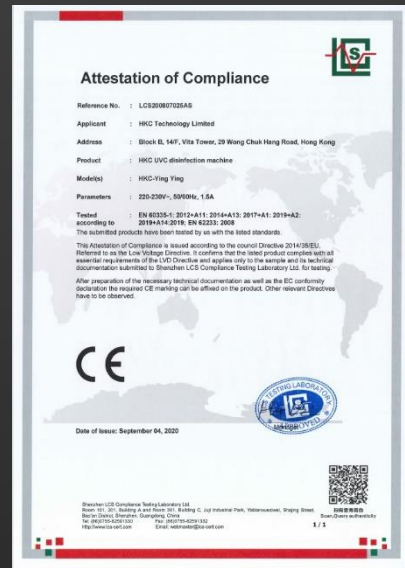 Attestation of Compliance
Reference No. : LCS200807026AS
Applicant : HKC Technology Limited
Address : Block B, 14/F, Vita Tower, 29 Wong Chuk Hang Road, Hong Kong
Product : HKC UVC disinfection machine
Model(s) : HKC-Ying Ying
Parameters : 220-230V~, 50/60Hz, 1.5A
Tested according to : EN 60335-1: 2012+A11: 2014+A13: 2017+A1: 2019+A2:
2019+A14:2019; EN 62233: 2008
The submitted products have been tested by us with the listed standards.
This Attestation of Compliance is issued according to the council Directive 2014/35/EU.
Referred to as the Low Voltage Directive. It confirms that the listed product complies with all
essential requirements of the LVD Directive and applies only to the sample and its technical
documentation submitted to Shenzhen LCS Compliance Testing Laboratory Ltd. for testing.
After preparation of the necessary technical documentation as well as the EC conformity
declaration the required CE marking can be affixed on the product. Other relevant Directives
have to be observed.
CE
TESTING LABORATORY
APPROVED
Manager
Date of Issue: September 04, 2020
Shenzhen LCS Compliance Testing Laboratory Ltd.
Scan,Query authenticity
1 / 1